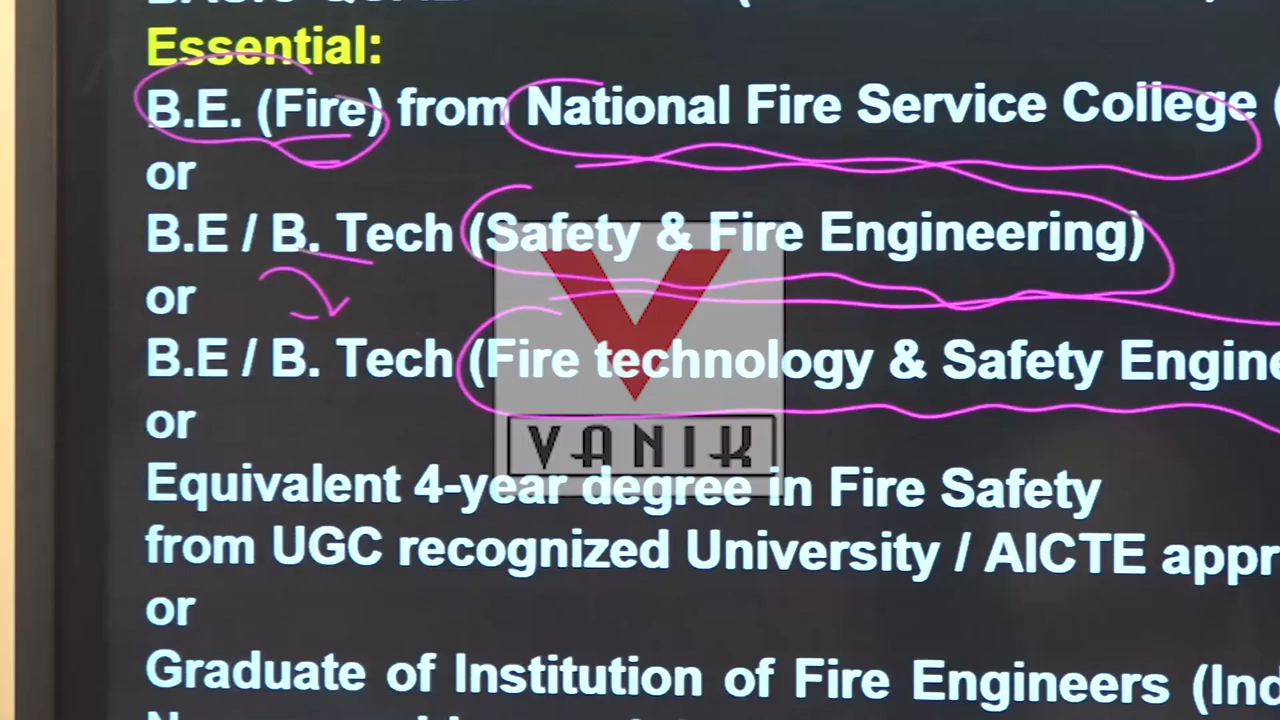 Essential:
B.E. (Fire) from National Fire Service College (
or
B.E / B. Tech (Safety & Fire Engineering)
or
B.E / B. Tech (Fire technology & Safety Engine
or
VANIK
Equivalent 4-year degree in Fire Safety
from UGC recognized University / AICTE appr
or
Graduate of Institution of Fire Engineers (Ind